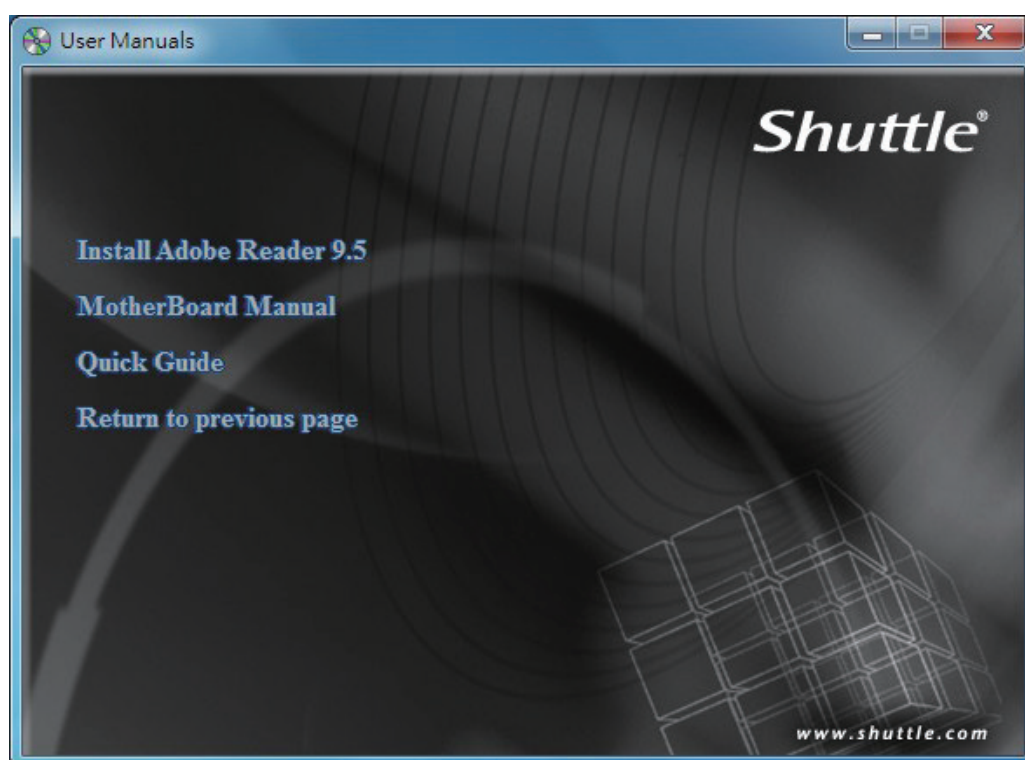 User Manuals
Shuttle®
Install Adobe Reader 9.5
MotherBoard Manual
Quick Guide
Return to previous page
www.shuttle.com